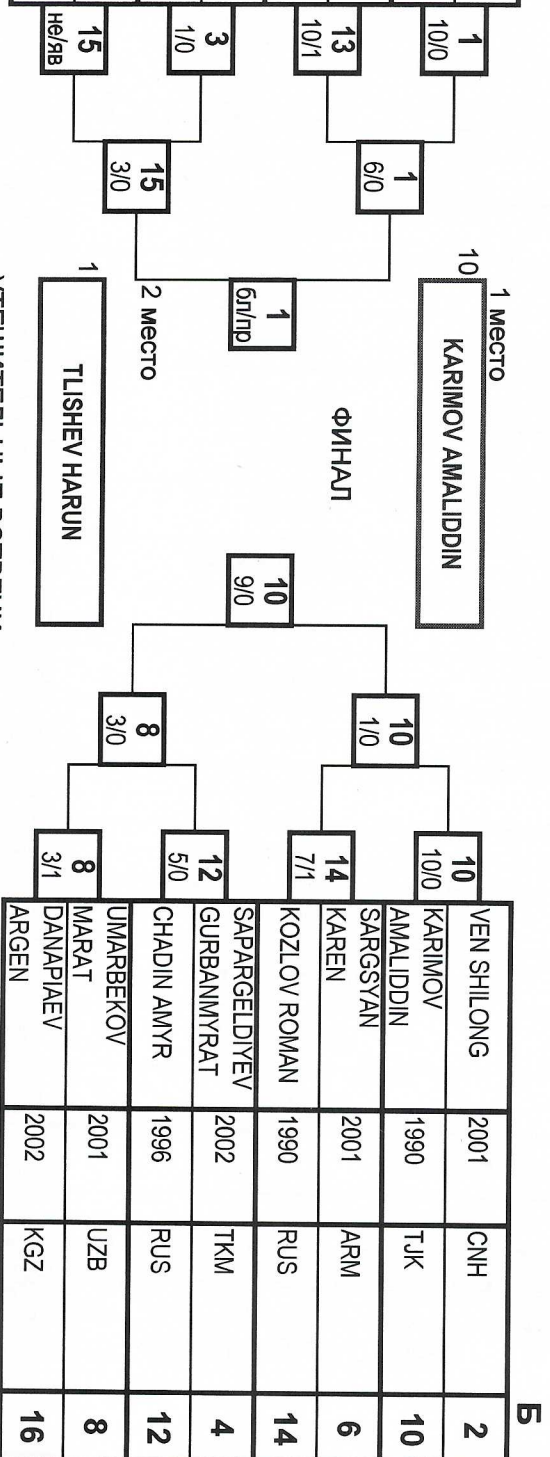 Б
1 место
VEN SHILONG 2001 CNH 2
1
10/0
10
KARIMOV AMALIDDIN
10
10/0
KARIMOV
AMALIDDIN 1990 TJK 10
1
6/0
10
1/0
13
10/1
ФИНАЛ
14
7/1
SARGSYAN
KAREN 2001 ARM 6
KOZLOV ROMAN 1990 RUS 14
1
бл/пр
10
9/0
3
1/0
12
5/0
SAPARGELDIYEV
GURBANMYRAT 2002 TKM 4
15
3/0
2 место
8
3/0
CHADIN AMYR 1996 RUS 12
15
не/яв
1
TLISHEV HARUN
8
3/1
UMARBEKOV
MARAT 2001 UZB 8
DANAPIAEV
ARGEN 2002 KGZ 16